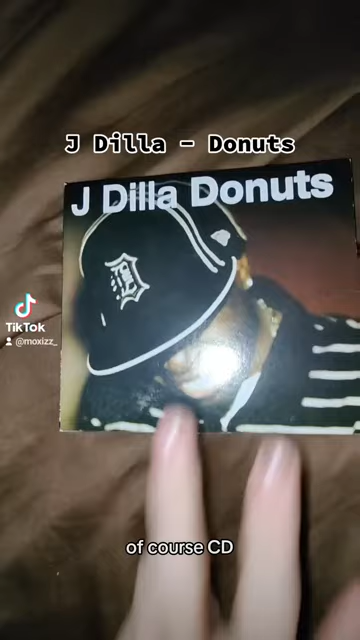 J Dilla - Donuts
J Dilla Donuts
TikTok
@moxizz_
of course CD